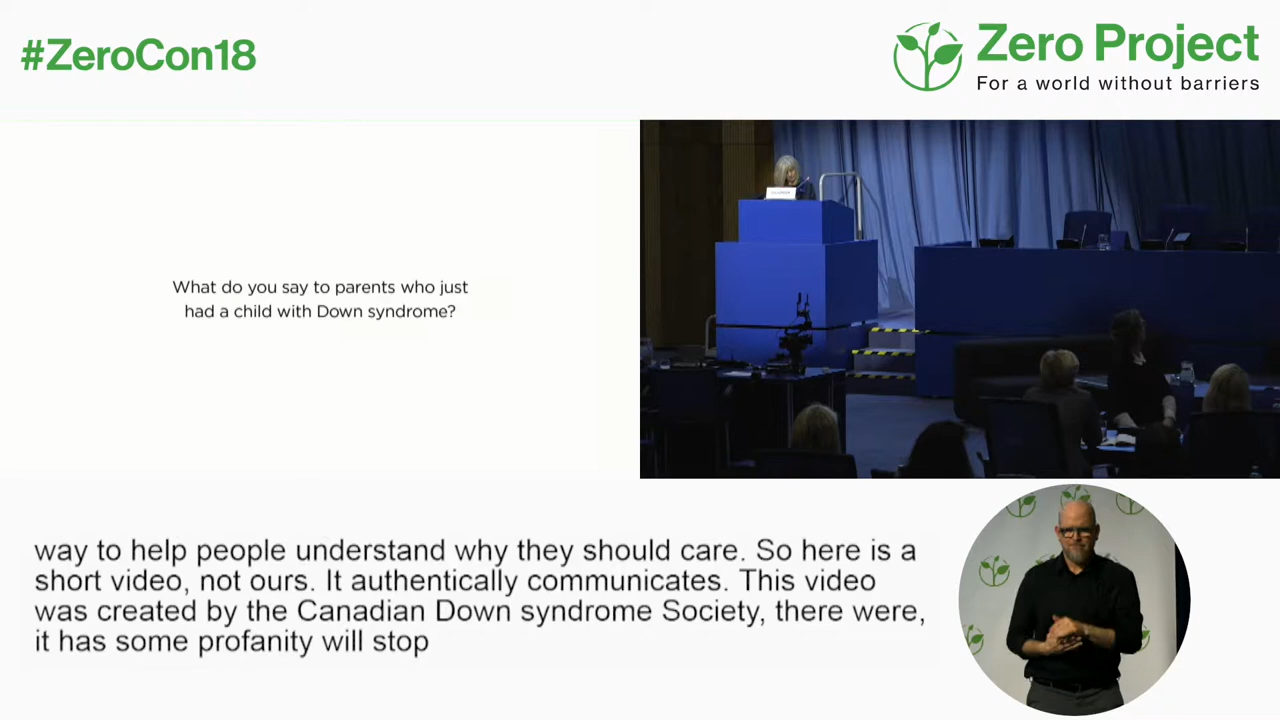 #ZeroCon18
Zero Project
For a world without barriers
What do you say to parents who just
had a child with Down syndrome?
way to help people understand why they should care. So here is a
short video, not ours. It authentically communicates. This video
was created by the Canadian Down syndrome Society, there were,
it has some profanity will stop